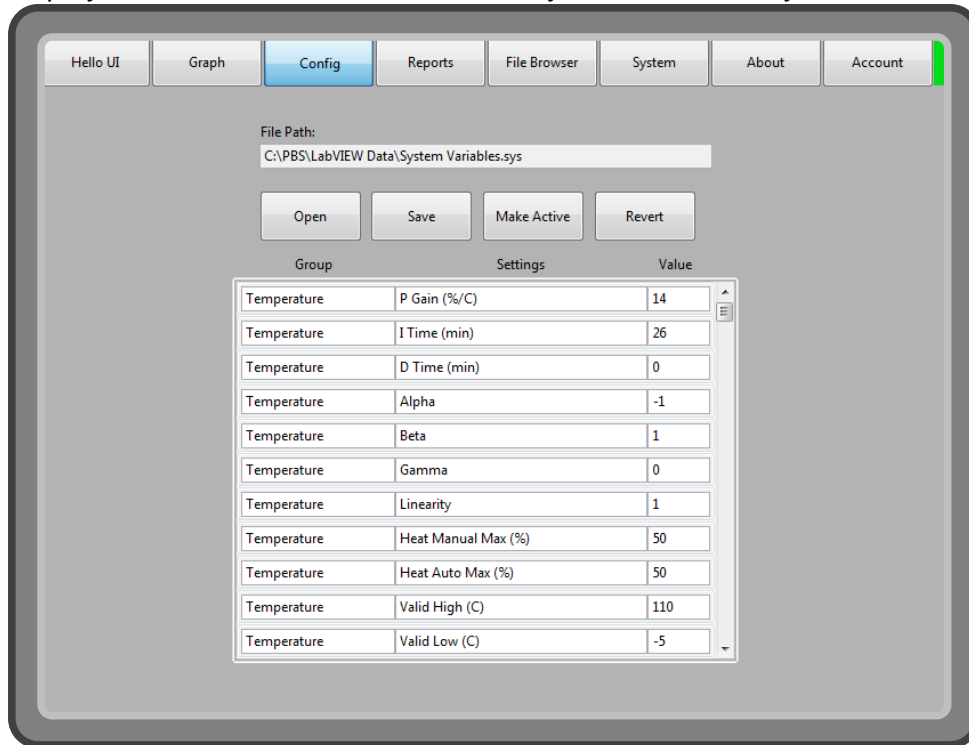 Hello UI Graph Config Reports File Browser System About Account
File Path:
C:\PBS\LabVIEW Data\System Variables.sys
Open Save Make Active Revert
Group Settings Value
Temperature P Gain (%/C) 14
Temperature I Time (min) 26
Temperature D Time (min) 0
Temperature Alpha -1
Temperature Beta 1
Temperature Gamma 0
Temperature Linearity 1
Temperature Heat Manual Max (%) 50
Temperature Heat Auto Max (%) 50
Temperature Valid High (C) 110
Temperature Valid Low (C) -5